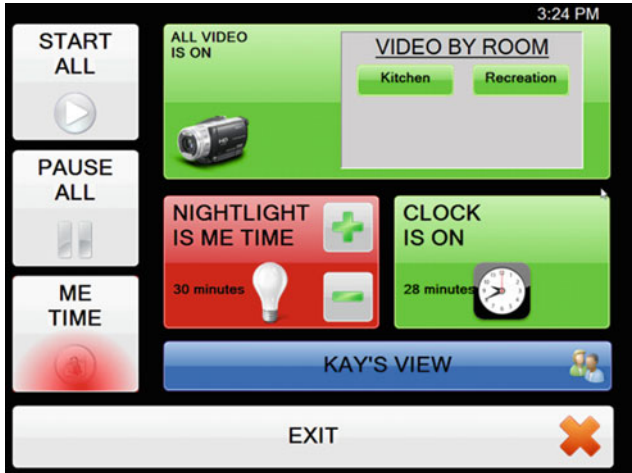 3:24 PM
START
ALL
PAUSE
ALL
ME
TIME
ALL VIDEO
IS ON
VIDEO BY ROOM
Kitchen Recreation
NIGHTLIGHT
IS ME TIME
30 minutes
CLOCK
IS ON
28 minutes
KAY'S VIEW
EXIT